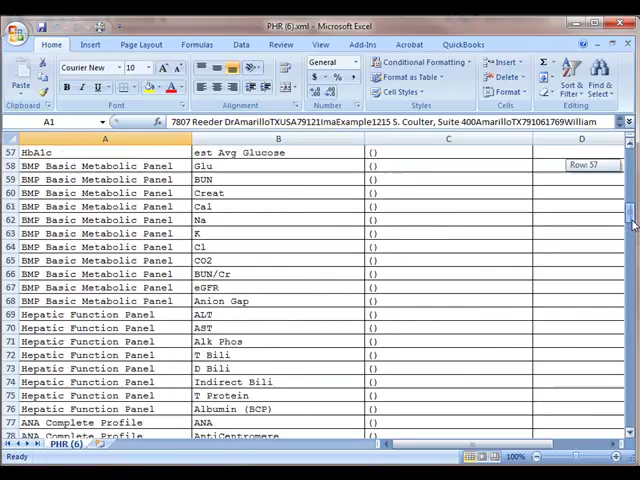 PHR (6).xml - Microsoft Excel
Home Insert Page Layout Formulas Data Review View Add-Ins Acrobat QuickBooks
Paste
Courier New 10
B I U
General
$ % ,
Conditional Formatting
Format as Table
Cell Styles
Insert
Delete
Format
Sort & Filter
Find & Select
Clipboard Font Alignment Number Styles Cells Editing
A1 fx 7807 Reeder DrAmarilloTXUSA79121ImaExample1215 S. Coulter, Suite 400AmarilloTX791061769William
A B C D
57 HbA1c est Avg Glucose ()
58 BMP Basic Metabolic Panel Glu ()
59 BMP Basic Metabolic Panel BUN ()
60 BMP Basic Metabolic Panel Creat ()
61 BMP Basic Metabolic Panel Cal ()
62 BMP Basic Metabolic Panel Na ()
63 BMP Basic Metabolic Panel K ()
64 BMP Basic Metabolic Panel Cl ()
65 BMP Basic Metabolic Panel CO2 ()
66 BMP Basic Metabolic Panel BUN/Cr ()
67 BMP Basic Metabolic Panel eGFR ()
68 BMP Basic Metabolic Panel Anion Gap ()
69 Hepatic Function Panel ALT ()
70 Hepatic Function Panel AST ()
71 Hepatic Function Panel Alk Phos ()
72 Hepatic Function Panel T Bili ()
73 Hepatic Function Panel D Bili ()
74 Hepatic Function Panel Indirect Bili ()
75 Hepatic Function Panel T Protein ()
76 Hepatic Function Panel Albumin (BCP) ()
77 ANA Complete Profile ANA ()
78 ANA Complete Profile AntiCentromere ()
Row: 57
PHR (6)
Ready 100%